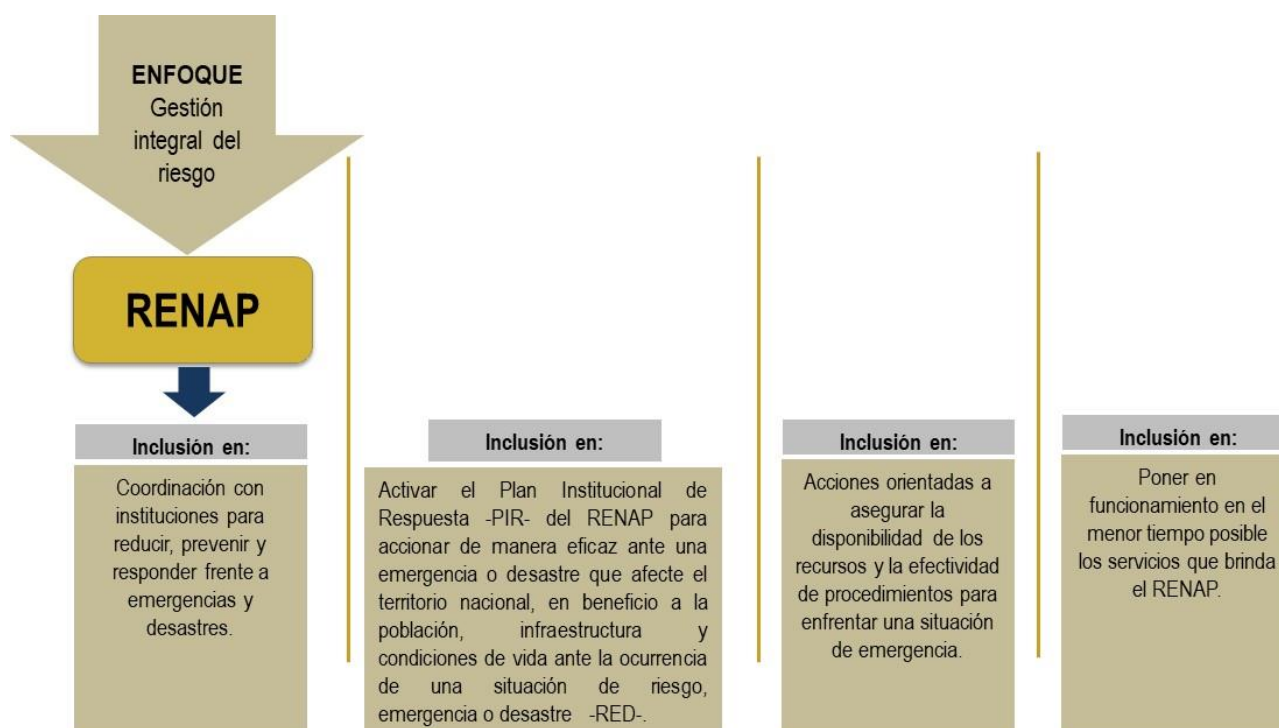 ENFOQUE
Gestión
integral del
riesgo
RENAP
Inclusión en:
Coordinación con
instituciones para
reducir, prevenir y
responder frente a
emergencias y
desastres.
Inclusión en:
Activar el Plan Institucional de
Respuesta -PIR- del RENAP para
accionar de manera eficaz ante una
emergencia o desastre que afecte el
territorio nacional, en beneficio a la
población, infraestructura y
condiciones de vida ante la ocurrencia
de una situación de riesgo,
emergencia o desastre -RED-.
Inclusión en:
Acciones orientadas a
asegurar la
disponibilidad de los
recursos y la efectividad
de procedimientos para
enfrentar una situación
de emergencia.
Inclusión en:
Poner en
funcionamiento en el
menor tiempo posible
los servicios que brinda
el RENAP.